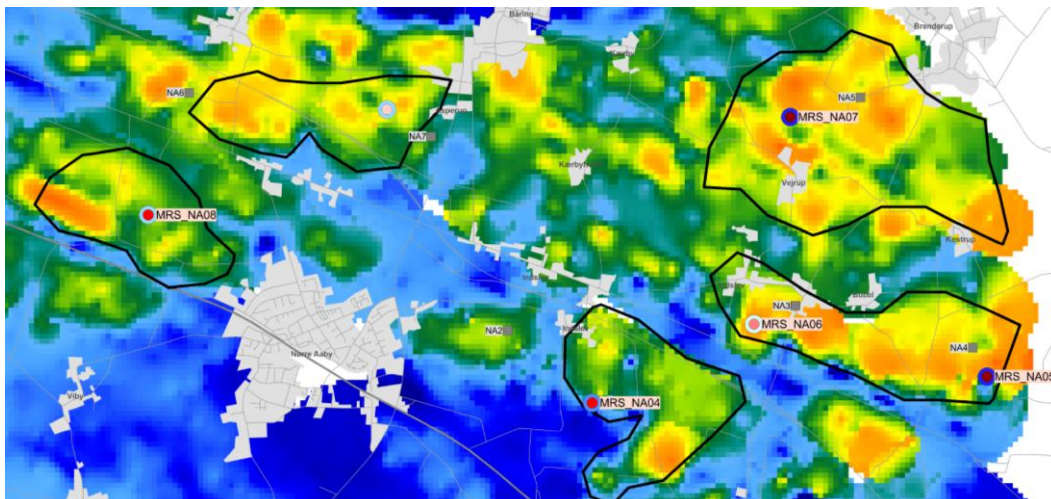 Båring
Brenderup
NA6
Asperup
NA7
NA5
MRS_NA07
Kærbyh
Vejrup
MRS_NA08
Kastrup
NA3
MRS_NA06
NA2
NA4
Nørre Aaby
MRS_NA05
Viby
MRS_NA04